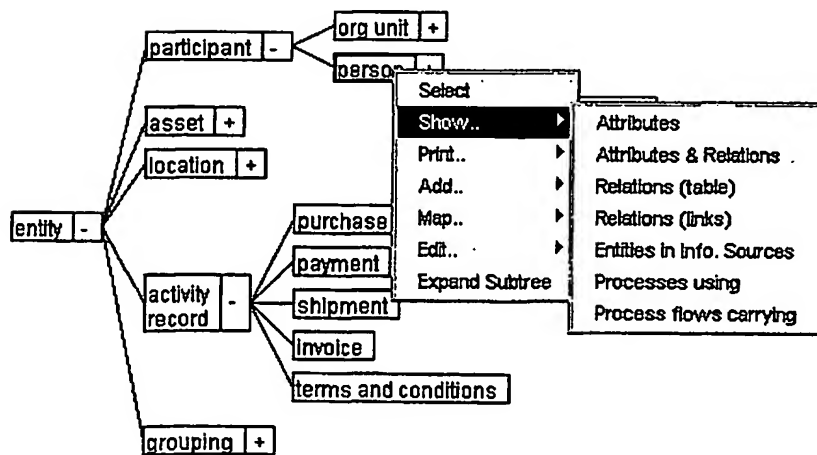 org unit +
participant -
person +
Select
asset +
Show..
Attributes
Print..
Attributes & Relations
location +
Add..
Relations (table)
purchase
Map..
Relations (links)
entity -
payment
Edit..
Entities in Info. Sources
activity
record -
shipment
Expand Subtree
Processes using
Process flows carrying
invoice
terms and conditions
grouping +